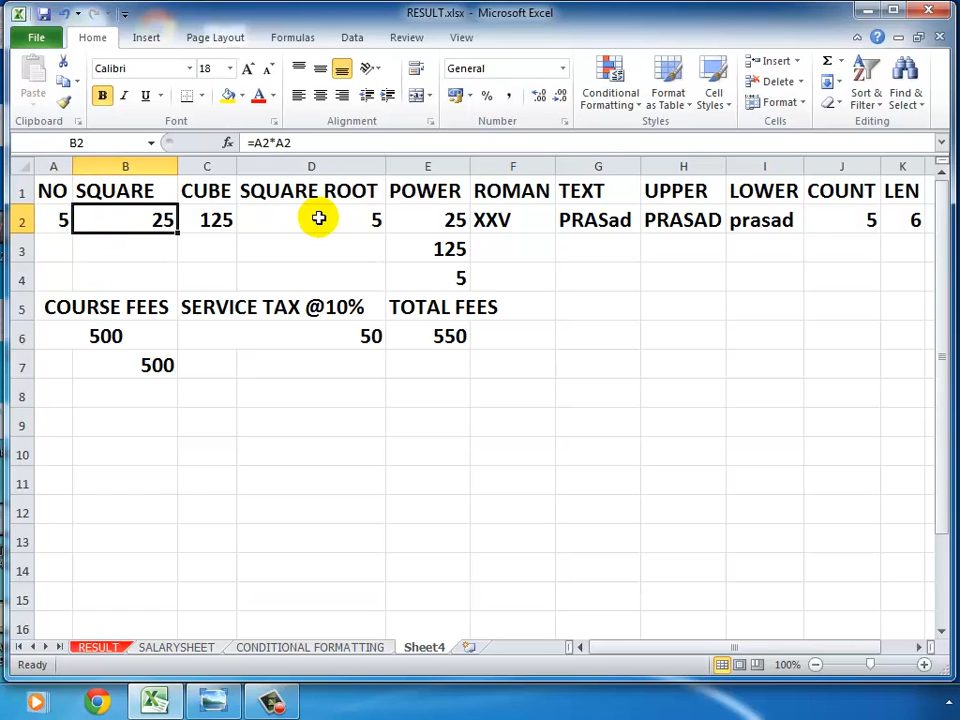 RESULT.xlsx - Microsoft Excel
File Home Insert Page Layout Formulas Data Review View
Calibri 18 General Insert Σ
Paste B I U % , Delete
Conditional Formatting Format as Table Cell Styles Format Sort & Filter Find & Select
Clipboard Font Alignment Number Styles Cells Editing
B2 fx =A2*A2
A B C D E F G H I J K
1 NO SQUARE CUBE SQUARE ROOT POWER ROMAN TEXT UPPER LOWER COUNT LEN
2 5 25 125 5 25 XXV PRASad PRASAD prasad 5 6
3 125
4 5
5 COURSE FEES SERVICE TAX @10% TOTAL FEES
6 500 50 550
7 500
8
9
10
11
12
13
14
15
16
RESULT SALARYSHEET CONDITIONAL FORMATTING Sheet4
Ready 100%